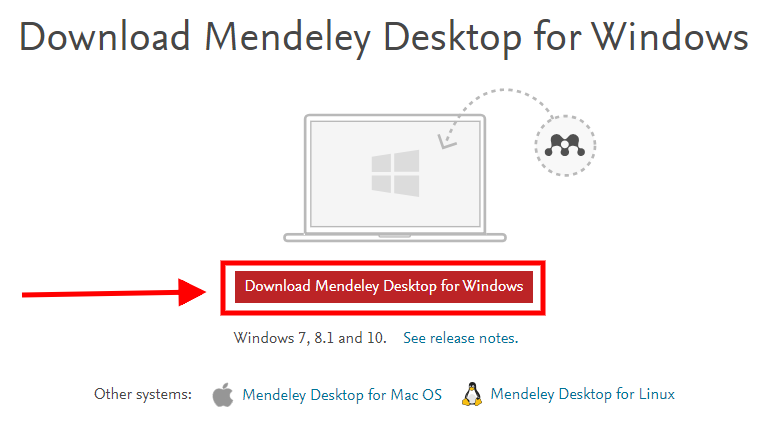 Download Mendeley Desktop for Windows
Download Mendeley Desktop for Windows
Windows 7, 8.1 and 10. See release notes.
Other systems: Mendeley Desktop for Mac OS Mendeley Desktop for Linux